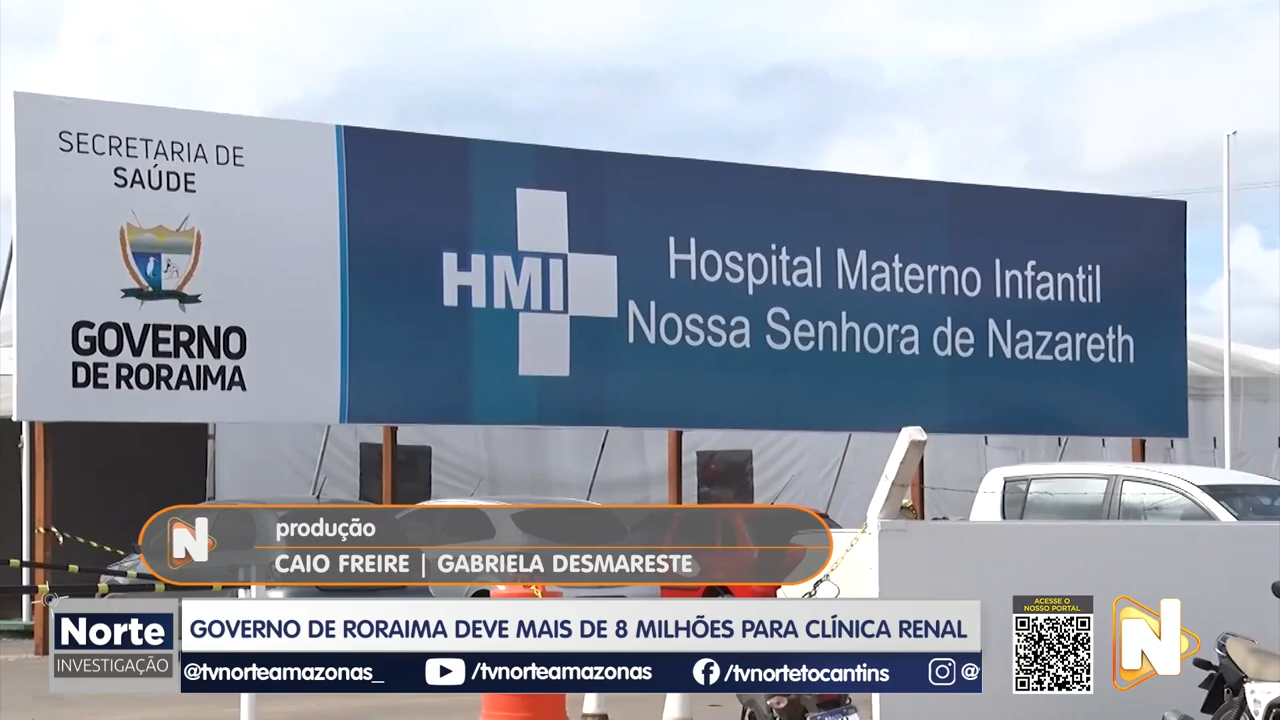 SECRETARIA DE
SAÚDE
GOVERNO
DE RORAIMA
HMI
Hospital Materno Infantil
Nossa Senhora de Nazareth
N
produção
CAIO FREIRE | GABRIELA DESMARESTE
Norte
INVESTIGAÇÃO
GOVERNO DE RORAIMA DEVE MAIS DE 8 MILHÕES PARA CLÍNICA RENAL
@tvnorteamazonas_
/tvnorteamazonas
/tvnortetocantins
@
ACESSE O
NOSSO PORTAL
N